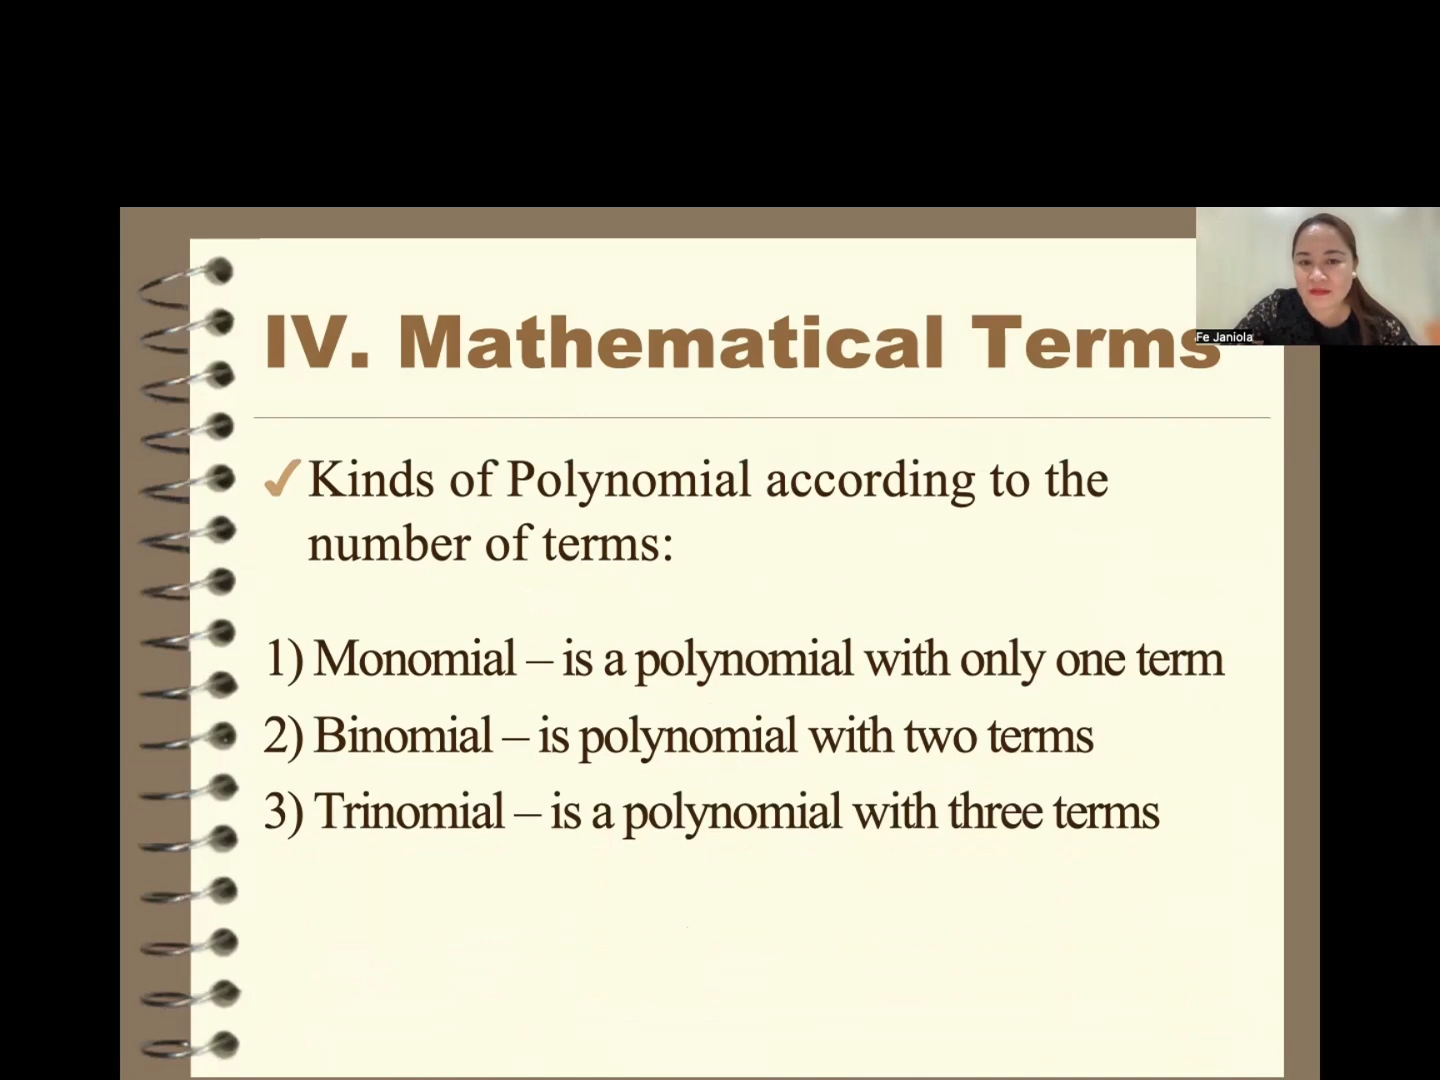 IV. Mathematical Terms
Fe Janiola
✓Kinds of Polynomial according to the
number of terms:
1) Monomial – is a polynomial with only one term
2) Binomial – is polynomial with two terms
3) Trinomial – is a polynomial with three terms